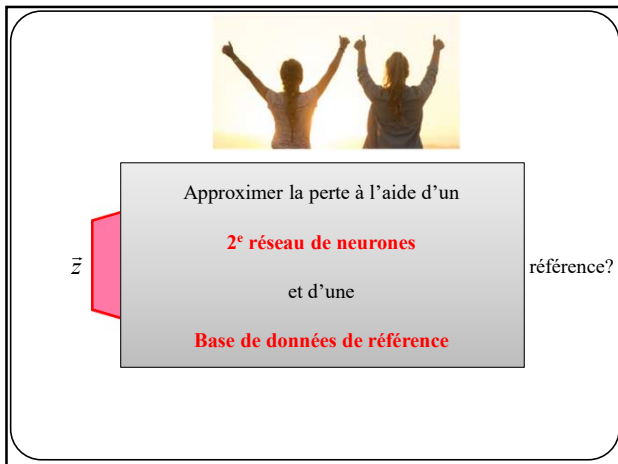 Approximer la perte à l’aide d’un
2e réseau de neurones
z⃗
et d’une
référence?
Base de données de référence